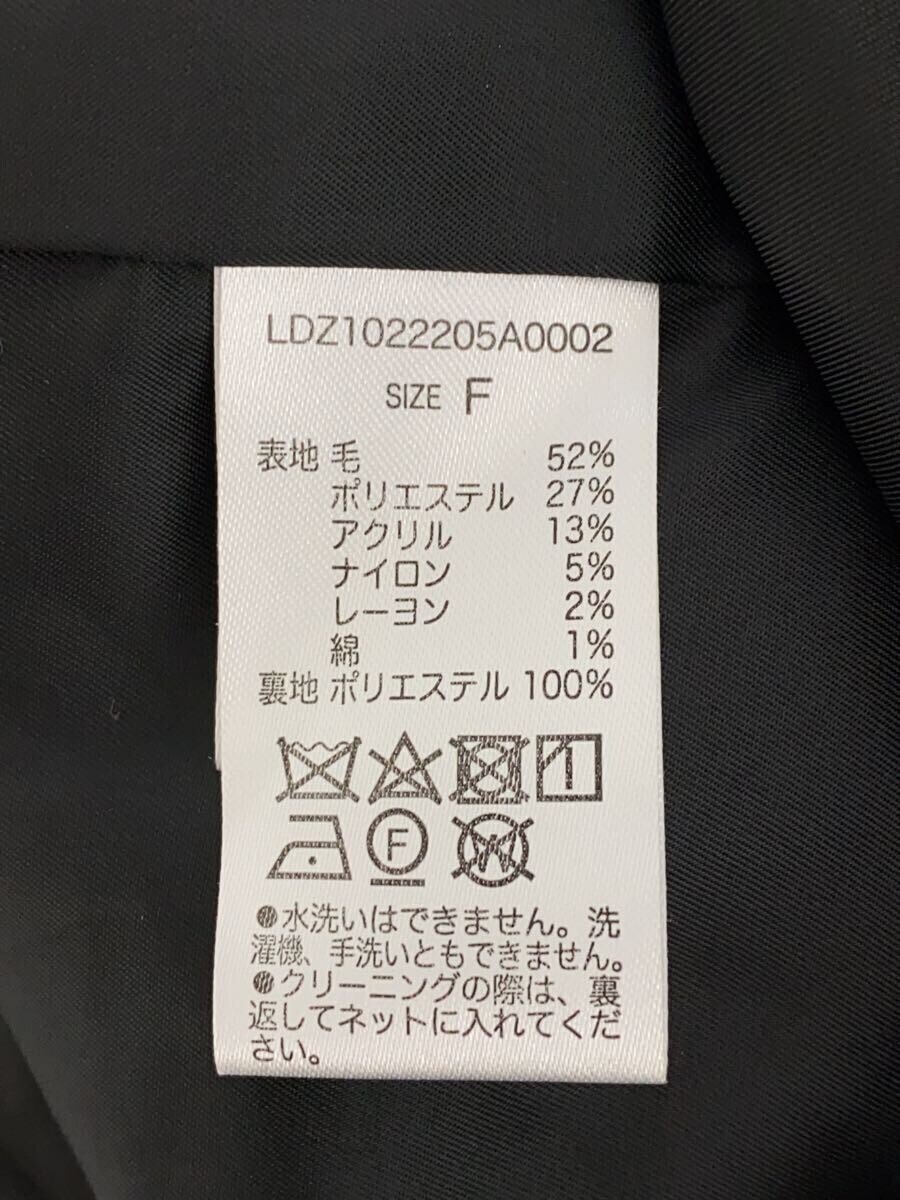 LDZ1022205A0002
SIZE F
表地 毛 52%
ポリエステル 27%
アクリル 13%
ナイロン 5%
レーヨン 2%
綿 1%
裏地 ポリエステル 100%
F
W
●水洗いはできません。洗
濯機、手洗いともできません。
●クリーニングの際は、裏
返してネットに入れてくだ
さい。